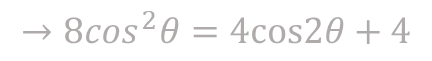 → 8cos²θ = 4cos2θ + 4